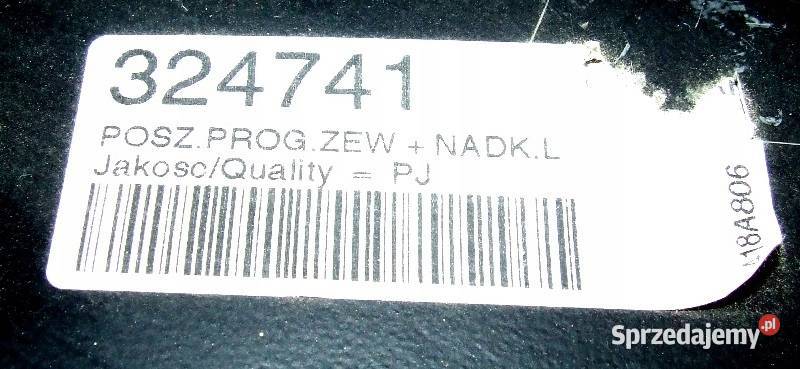 324741
POSZ.PROG.ZEW + NADK.L
Jakosc/Quality = PJ
18A806
Sprzedajemy.pl